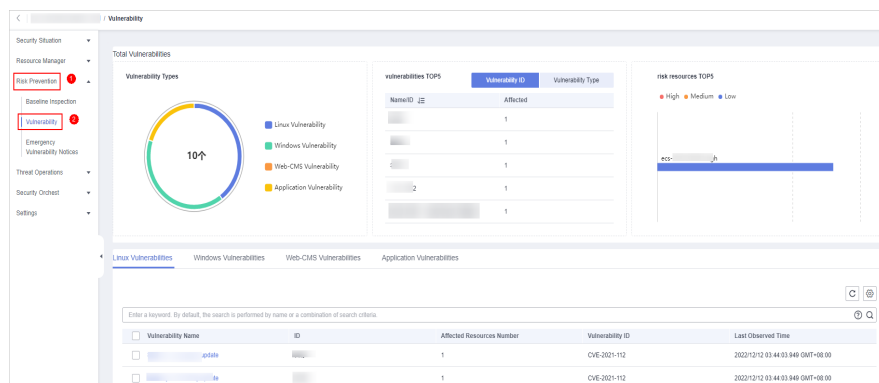 / Vulnerability
Security Situation
Resource Manager
Risk Prevention
1
Baseline Inspection
Vulnerability
2
Emergency
Vulnerability Notices
Threat Operations
Security Orchest
Settings
Total Vulnerabilities
Vulnerability Types
10个
Linux Vulnerability
Windows Vulnerability
Web-CMS Vulnerability
Application Vulnerability
vulnerabilities TOP5
Vulnerability ID
Vulnerability Type
Name/ID
Affected
1
1
1
2
1
1
risk resources TOP5
High
Medium
Low
ecs-
jh
Linux Vulnerabilities
Windows Vulnerabilities
Web-CMS Vulnerabilities
Application Vulnerabilities
Enter a keyword. By default, the search is performed by name or a combination of search criteria.
Vulnerability Name
ID
Affected Resources Number
Vulnerability ID
Last Observed Time
update
1
CVE-2021-112
2022/12/12 03:44:03.949 GMT+08:00
1
CVE-2021-112
2022/12/12 03:44:03.949 GMT+08:00